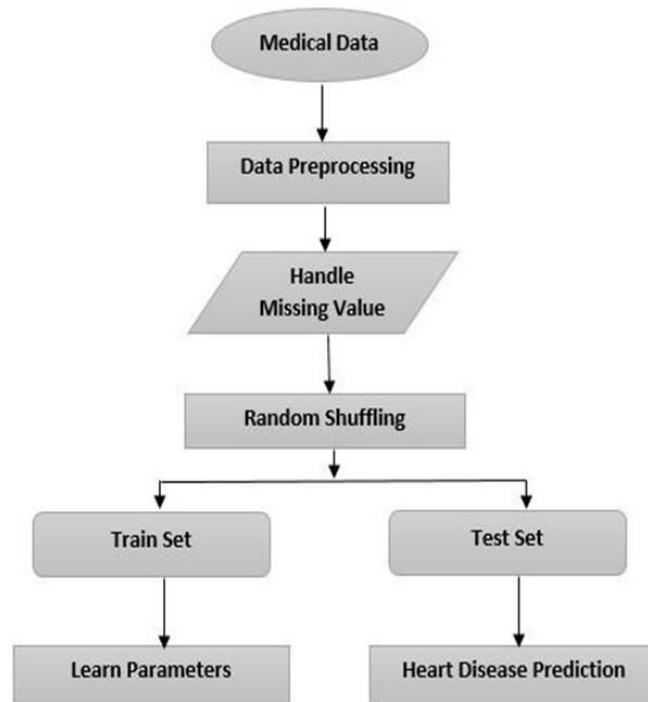 Medical Data
Data Preprocessing
Handle
Missing Value
Random Shuffling
Train Set
Test Set
Learn Parameters
Heart Disease Prediction